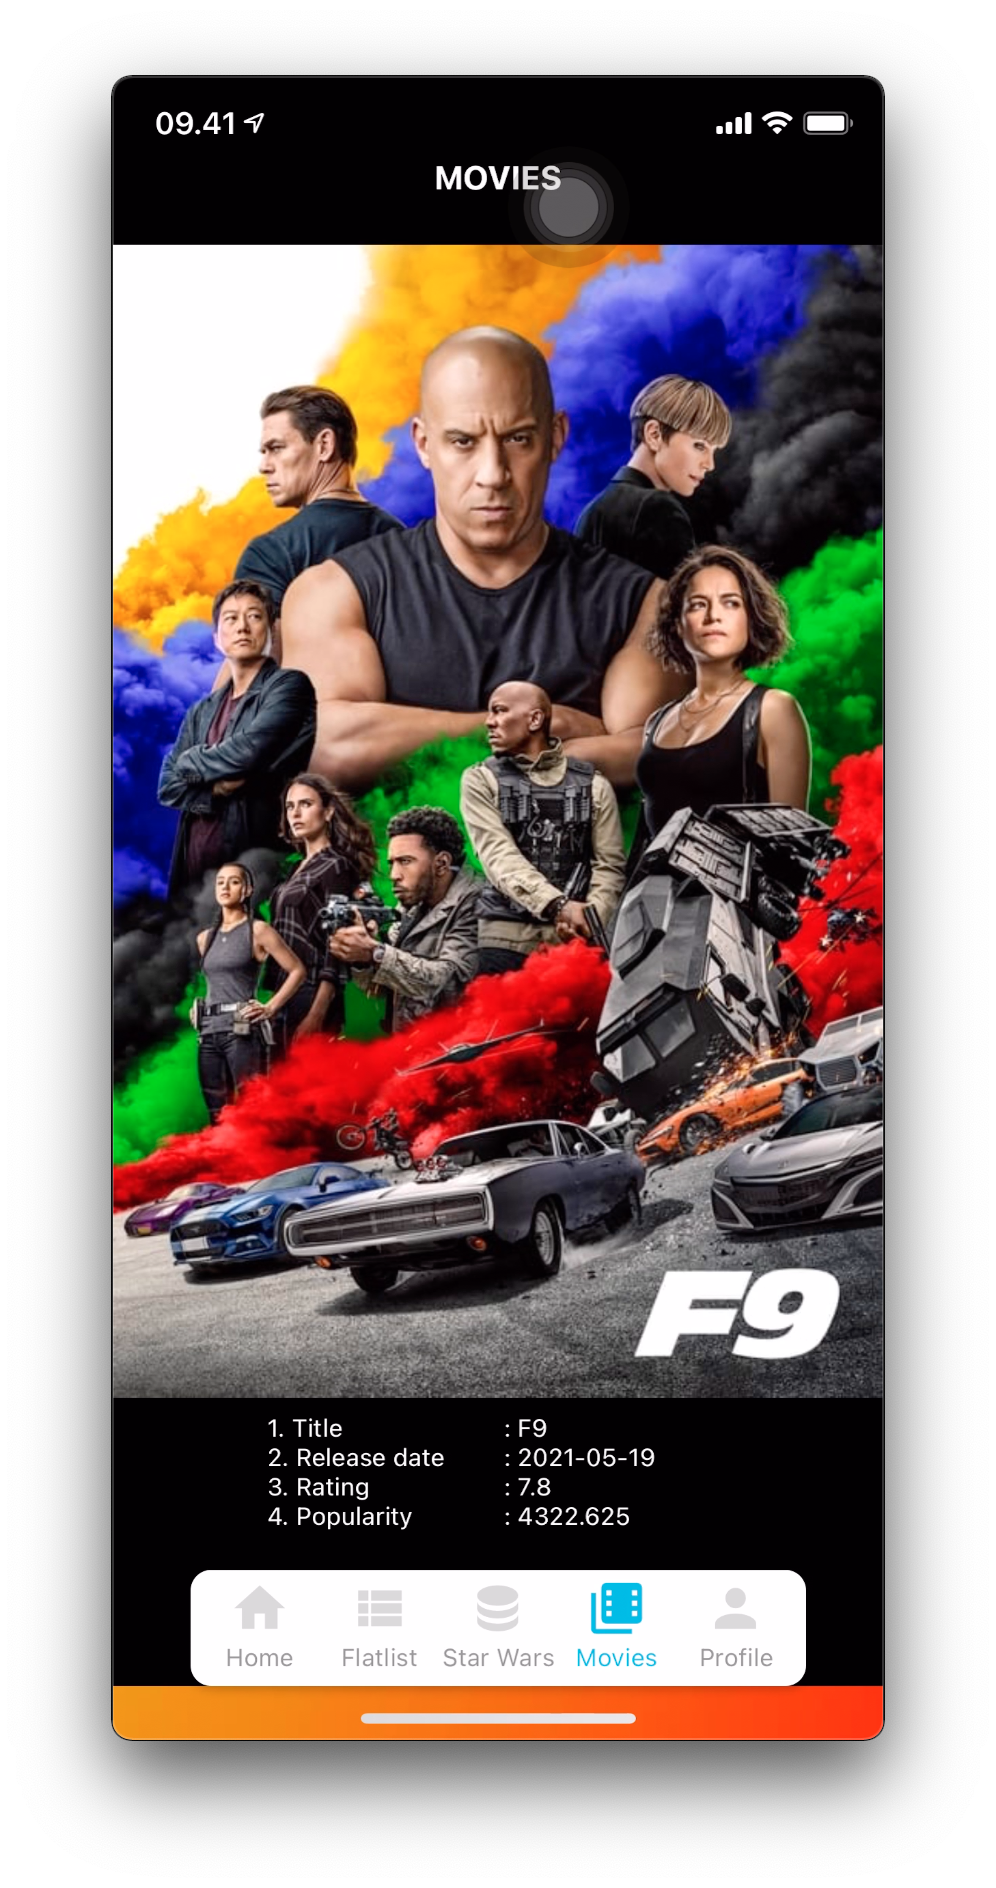 09.41
MOVIES
F9
1. Title : F9
2. Release date : 2021-05-19
3. Rating : 7.8
4. Popularity : 4322.625
Home Flatlist Star Wars Movies Profile